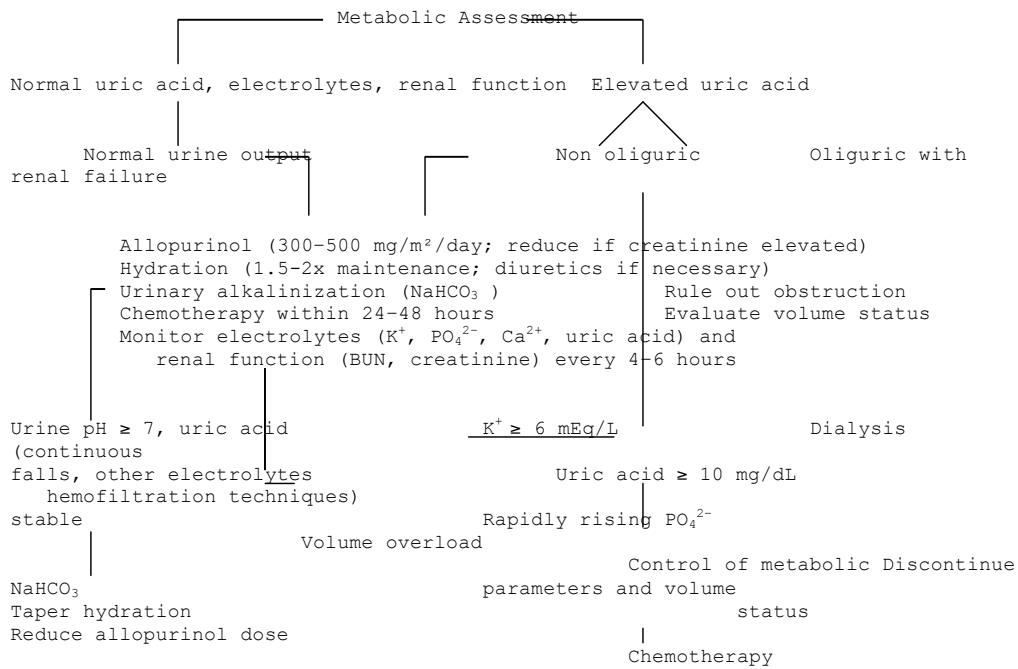 Metabolic Assessment
Normal uric acid, electrolytes, renal function Elevated uric acid
Normal urine output Non oliguric Oliguric with
renal failure
Allopurinol (300-500 mg/m²/day; reduce if creatinine elevated)
Hydration (1.5-2x maintenance; diuretics if necessary)
Urinary alkalinization (NaHCO₃ ) Rule out obstruction
Chemotherapy within 24-48 hours Evaluate volume status
Monitor electrolytes (K⁺, PO₄²⁻, Ca²⁺, uric acid) and
renal function (BUN, creatinine) every 4-6 hours
Urine pH ≥ 7, uric acid K⁺ ≥ 6 mEq/L Dialysis
(continuous
falls, other electrolytes Uric acid ≥ 10 mg/dL
hemofiltration techniques)
stable Rapidly rising PO₄²⁻
Volume overload
Control of metabolic Discontinue
NaHCO₃ parameters and volume
Taper hydration status
Reduce allopurinol dose
Chemotherapy